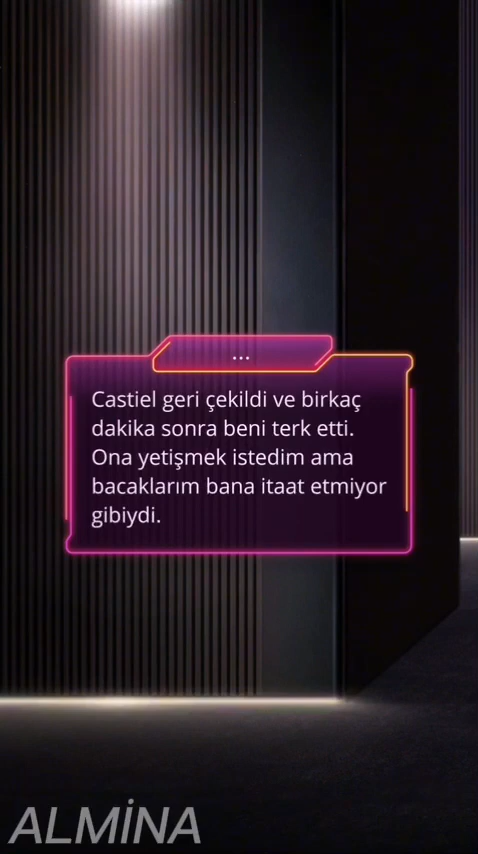 ...
Castiel geri çekildi ve birkaç
dakika sonra beni terk etti.
Ona yetişmek istedim ama
bacaklarım bana itaat etmiyor
gibiydi.
ALMİNA